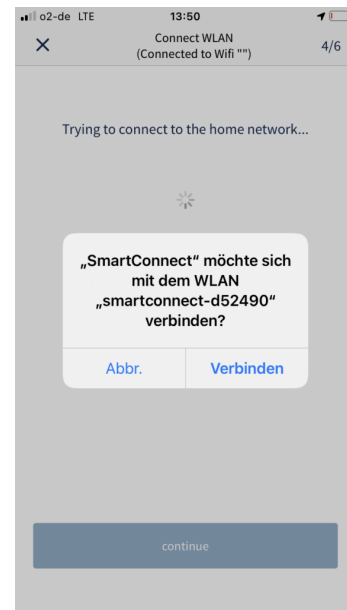 o2-de LTE 13:50
Connect WLAN
(Connected to Wifi "")
4/6
Trying to connect to the home network...
„SmartConnect“ möchte sich
mit dem WLAN
„smartconnect-d52490“
verbinden?
Abbr. Verbinden
continue